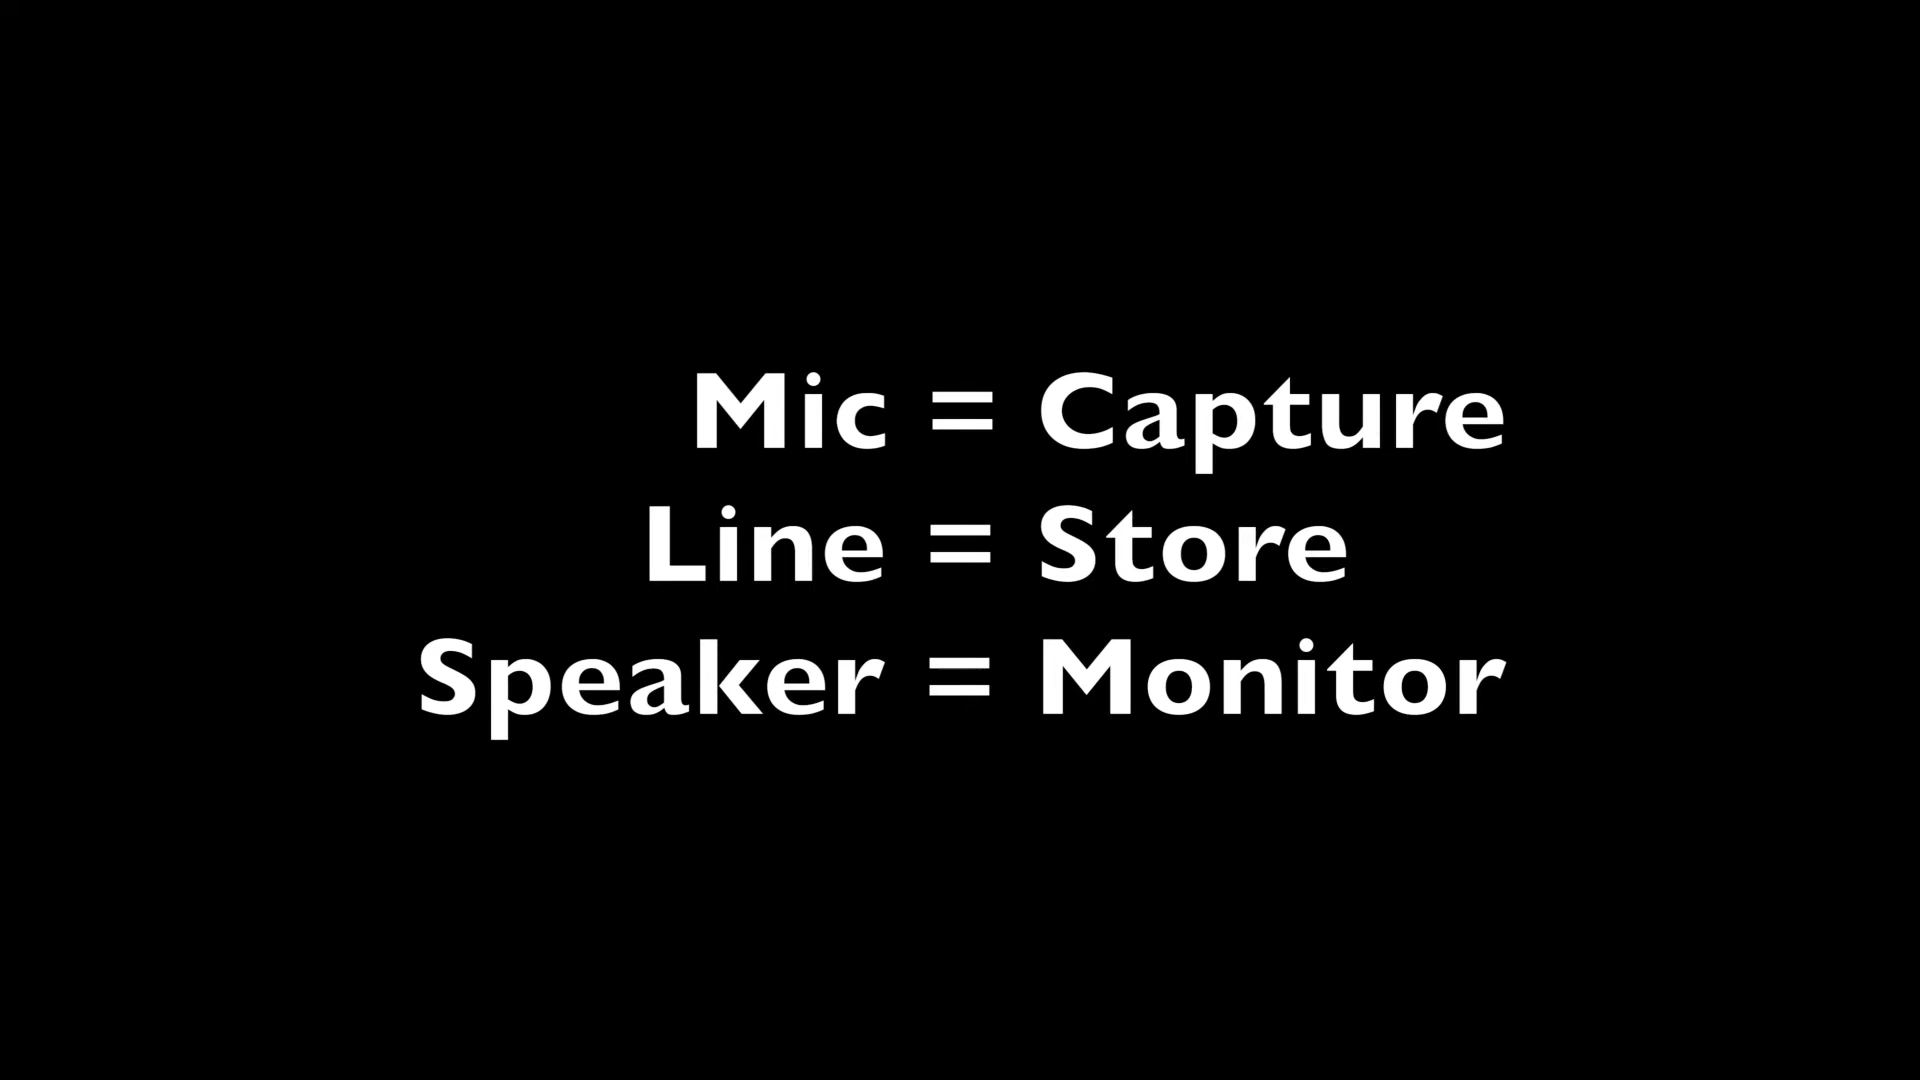 Mic = Capture
Line = Store
Speaker = Monitor